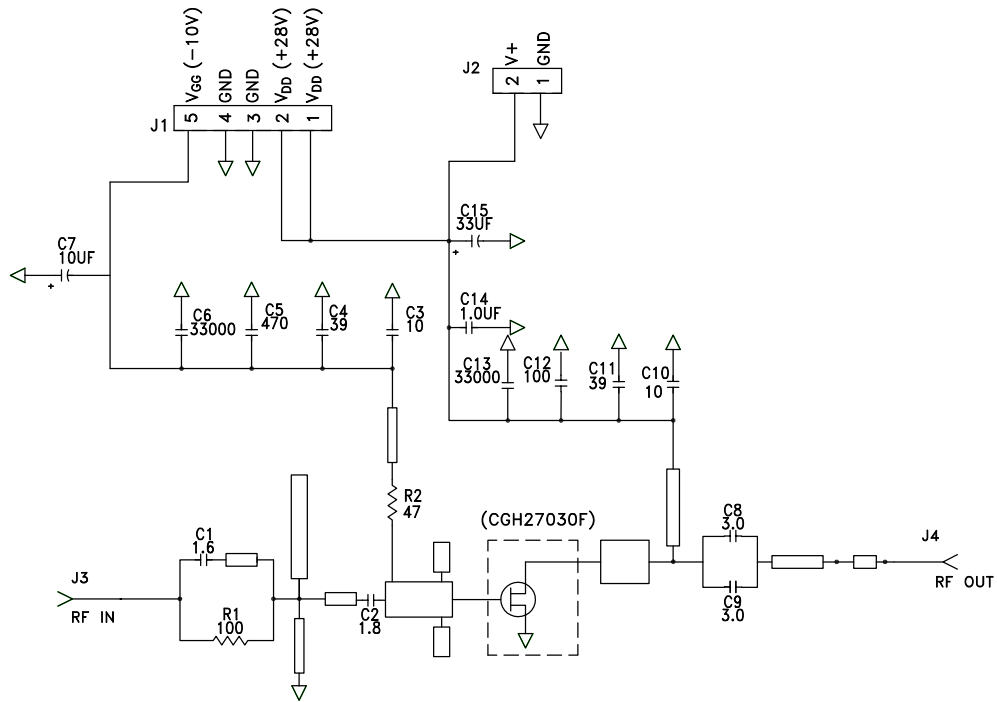 VGG (-10V)
GND
GND
VDD (+28V)
VDD (+28V)
5
4
3
2
1
J1
V+
GND
J2
2
1
C15
33UF
+
C7
10UF
+
C14
1.0UF
C6
33000
C5
470
C4
39
C3
10
C13
33000
C12
100
C11
39
C10
10
R2
47
(CGH27030F)
C8
3.0
C1
1.6
J4
RF OUT
J3
RF IN
R1
100
C2
1.8
C9
3.0